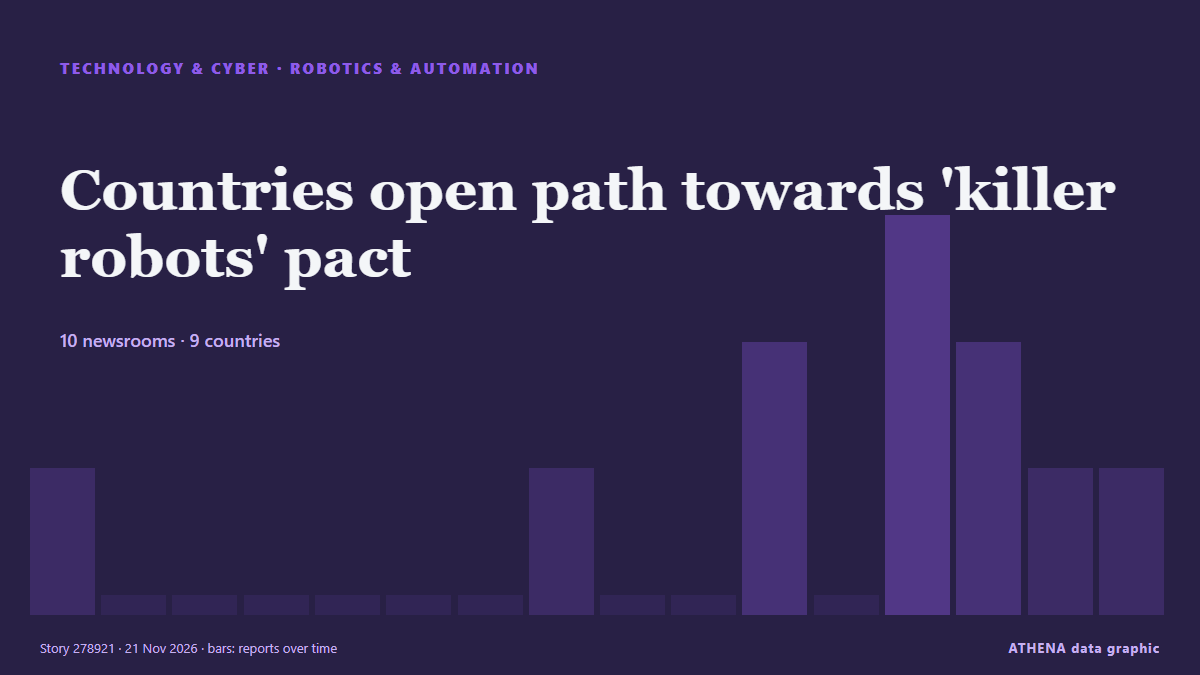 TECHNOLOGY & CYBER · ROBOTICS & AUTOMATION
Countries open path towards 'killer
robots' pact
10 newsrooms · 9 countries
Story 278921 · 21 Nov 2026 · bars: reports over time
ATHENA data graphic